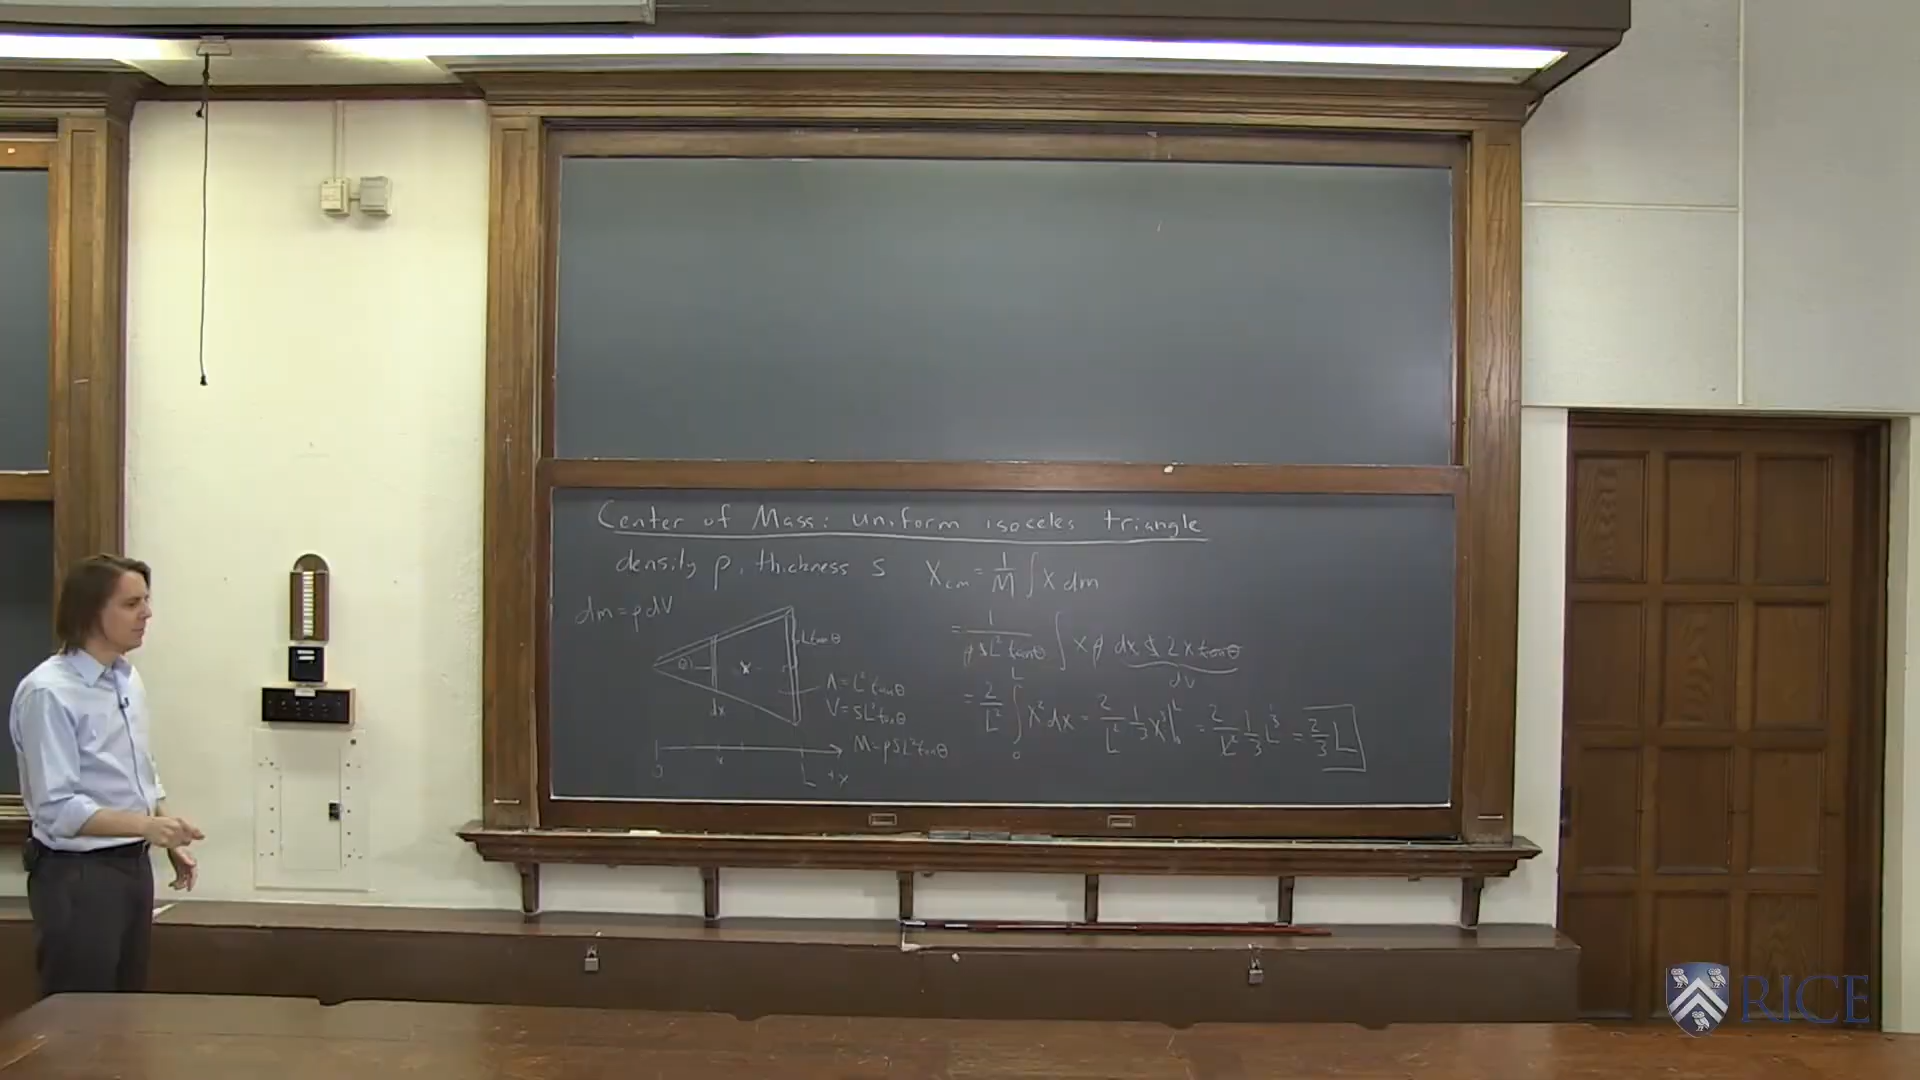 Center of Mass: uniform isoceles triangle
density ρ, thickness s
X_cm = 1/M ∫ x dm
dm = ρ dV
θ
L tan θ
dx
A = L² tan θ
V = sL² tan θ
M = ρsL² tan θ
0 x L +x
= 1/(ρsL² tan θ) ∫ x ρ dx s 2x tan θ
dV
= 2/L² ∫₀ᴸ x² dx = 2/L² 1/3 x³|₀ᴸ = 2/L² 1/3 L³ = 2/3 L
RICE